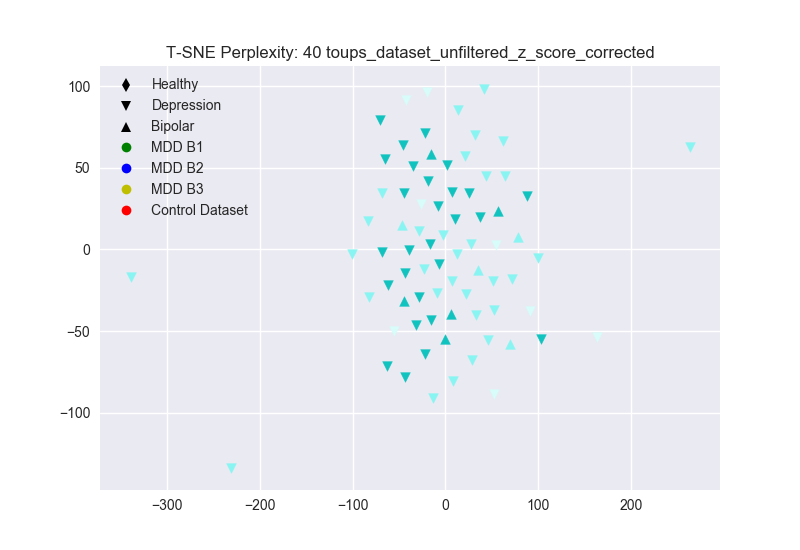 T-SNE Perplexity: 40 toups_dataset_unfiltered_z_score_corrected
Healthy
Depression
Bipolar
MDD B1
MDD B2
MDD B3
Control Dataset
100
50
0
−50
−100
−300
−200
−100
0
100
200